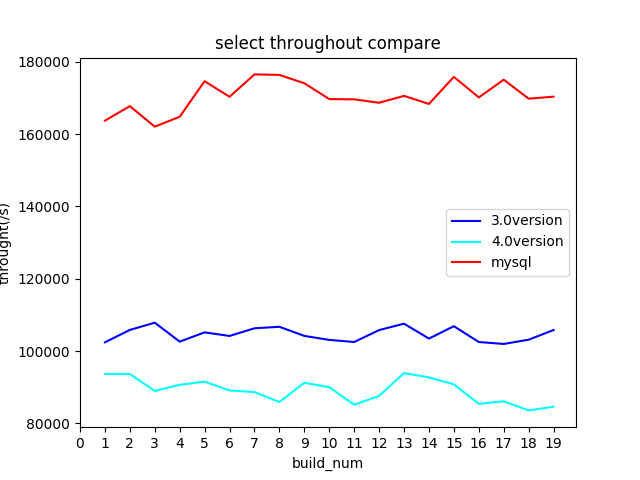 select throughout compare
180000
160000
140000
120000
100000
80000
throught(/s)
3.0version
4.0version
mysql
0 1 2 3 4 5 6 7 8 9 10 11 12 13 14 15 16 17 18 19
build_num